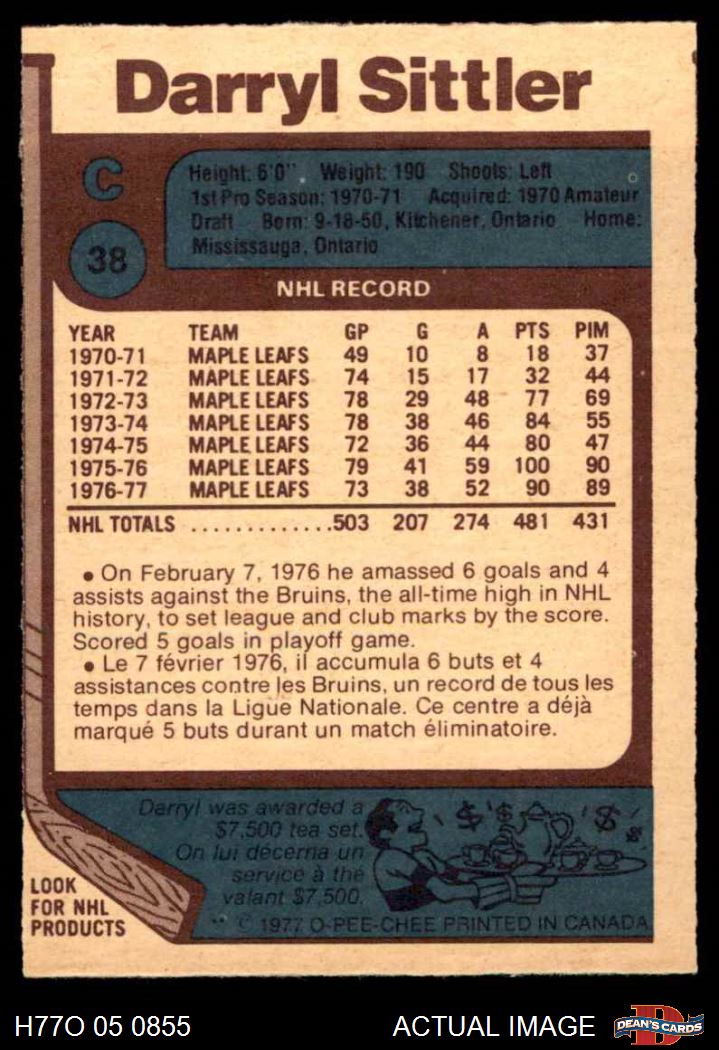 Darryl Sittler
C
38
Height: 6'0" Weight: 190 Shoots: Left
1st Pro Season: 1970-71 Acquired: 1970 Amateur
Draft Born: 9-18-50, Kitchener, Ontario Home:
Mississauga, Ontario
NHL RECORD
YEAR TEAM GP G A PTS PIM
1970-71 MAPLE LEAFS 49 10 8 18 37
1971-72 MAPLE LEAFS 74 15 17 32 44
1972-73 MAPLE LEAFS 78 29 48 77 69
1973-74 MAPLE LEAFS 78 38 46 84 55
1974-75 MAPLE LEAFS 72 36 44 80 47
1975-76 MAPLE LEAFS 79 41 59 100 90
1976-77 MAPLE LEAFS 73 38 52 90 89
NHL TOTALS .............503 207 274 481 431
• On February 7, 1976 he amassed 6 goals and 4
assists against the Bruins, the all-time high in NHL
history, to set league and club marks by the score.
Scored 5 goals in playoff game.
• Le 7 février 1976, il accumula 6 buts et 4
assistances contre les Bruins, un record de tous les
temps dans la Ligue Nationale. Ce centre a déjà
marqué 5 buts durant un match éliminatoire.
Darryl was awarded a
$7,500 tea set.
On lui décerna un
service à thé
valant $7,500.
$ $ $ $
** © 1977 O-PEE-CHEE PRINTED IN CANADA
LOOK
FOR NHL
PRODUCTS
H77O 05 0855 ACTUAL IMAGE
D
DEAN'S CARDS